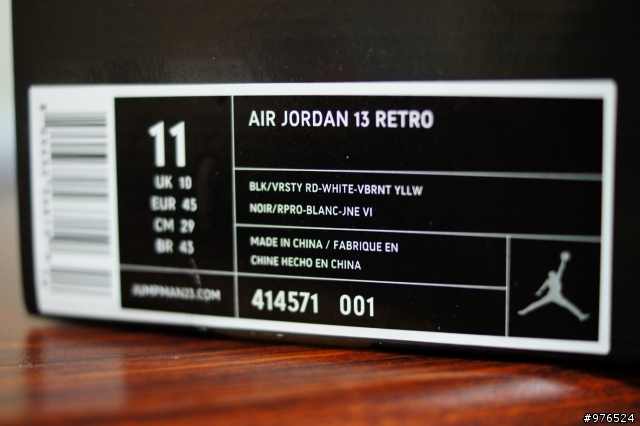 11
UK 10
EUR 45
CM 29
BR 43
JUMPMAN23.COM
AIR JORDAN 13 RETRO
BLK/VRSTY RD-WHITE-VBRNT YLLW
NOIR/RPRO-BLANC-JNE VI
MADE IN CHINA / FABRIQUE EN
CHINE HECHO EN CHINA
414571 001
#976524